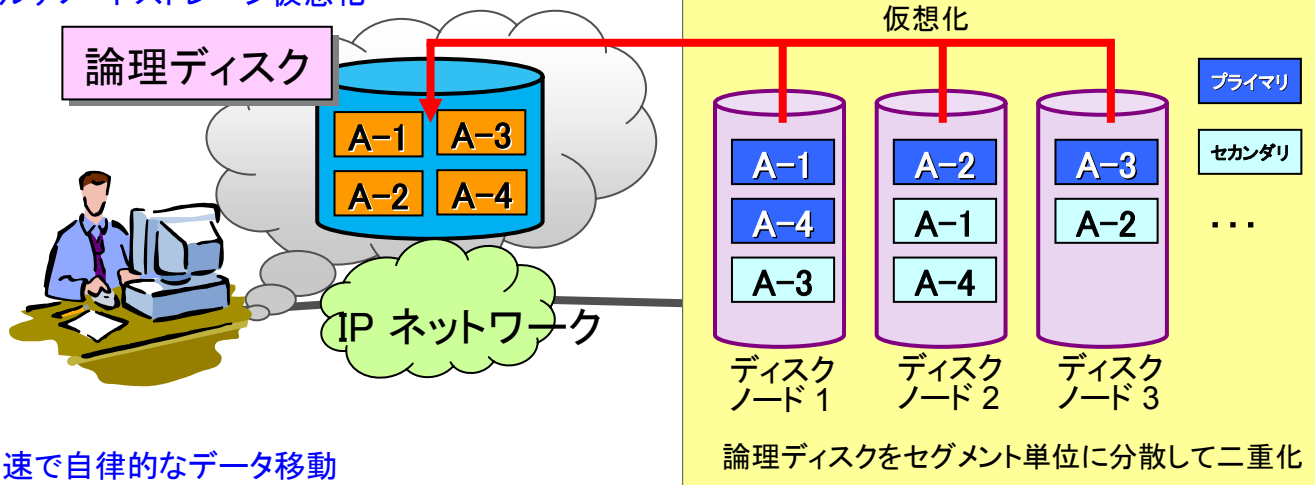 仮想化
論理ディスク
A-1
A-3
A-2
A-4
IP ネットワーク
A-1
A-4
A-3
ディスク
ノード 1
A-2
A-1
A-4
ディスク
ノード 2
A-3
A-2
ディスク
ノード 3
プライマリ
セカンダリ
・・・
論理ディスクをセグメント単位に分散して二重化
速で自律的なデータ移動